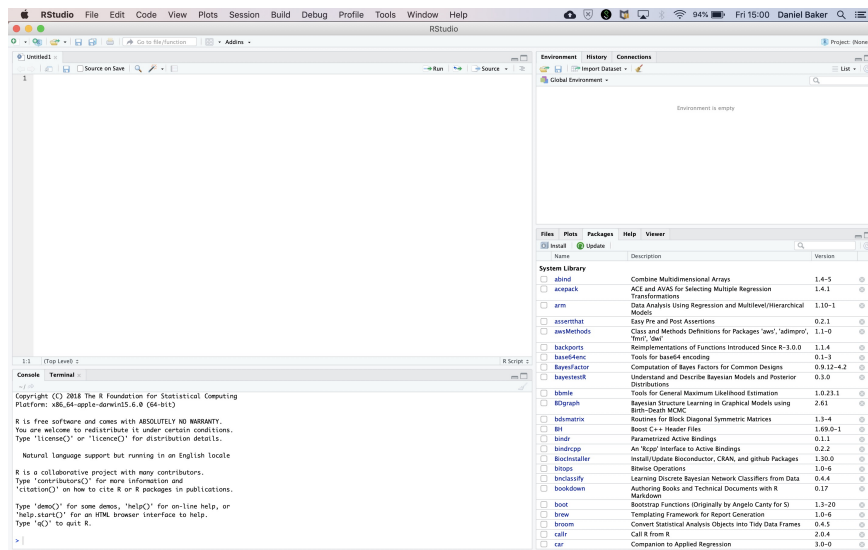 RStudio File Edit Code View Plots Session Build Debug Profile Tools Window Help 94% Fri 15:00 Daniel Baker
RStudio
Go to file/function Addins Project: (None
Untitled1
Source on Save Run Source
1
1:1 (Top Level) R Script
Console Terminal
~/
Copyright (C) 2018 The R Foundation for Statistical Computing
Platform: x86_64-apple-darwin15.6.0 (64-bit)
R is free software and comes with ABSOLUTELY NO WARRANTY.
You are welcome to redistribute it under certain conditions.
Type 'license()' or 'licence()' for distribution details.
Natural language support but running in an English locale
R is a collaborative project with many contributors.
Type 'contributors()' for more information and
'citation()' on how to cite R or R packages in publications.
Type 'demo()' for some demos, 'help()' for on-line help, or
'help.start()' for an HTML browser interface to help.
Type 'q()' to quit R.
>
Environment History Connections
Import Dataset List
Global Environment
Environment is empty
Files Plots Packages Help Viewer
Install Update
Name Description Version
System Library
abind Combine Multidimensional Arrays 1.4-5
acepack ACE and AVAS for Selecting Multiple Regression 1.4.1
Transformations
arm Data Analysis Using Regression and Multilevel/Hierarchical 1.10-1
Models
assertthat Easy Pre and Post Assertions 0.2.1
awsMethods Class and Methods Definitions for Packages 'aws', 'adimpro', 1.1-0
'fmri', 'dwi'
backports Reimplementations of Functions Introduced Since R-3.0.0 1.1.4
base64enc Tools for base64 encoding 0.1-3
BayesFactor Computation of Bayes Factors for Common Designs 0.9.12-4.2
bayestestR Understand and Describe Bayesian Models and Posterior 0.3.0
Distributions
bbmle Tools for General Maximum Likelihood Estimation 1.0.23.1
BDgraph Bayesian Structure Learning in Graphical Models using 2.61
Birth-Death MCMC
bdsmatrix Routines for Block Diagonal Symmetric Matrices 1.3-4
BH Boost C++ Header Files 1.69.0-1
bindr Parametrized Active Bindings 0.1.1
bindrcpp An 'Rcpp' Interface to Active Bindings 0.2.2
BiocInstaller Install/Update Bioconductor, CRAN, and github Packages 1.30.0
bitops Bitwise Operations 1.0-6
bnclassify Learning Discrete Bayesian Network Classifiers from Data 0.4.4
bookdown Authoring Books and Technical Documents with R 0.17
Markdown
boot Bootstrap Functions (Originally by Angelo Canty for S) 1.3-20
brew Templating Framework for Report Generation 1.0-6
broom Convert Statistical Analysis Objects into Tidy Data Frames 0.4.5
callr Call R from R 2.0.4
car Companion to Applied Regression 3.0-0